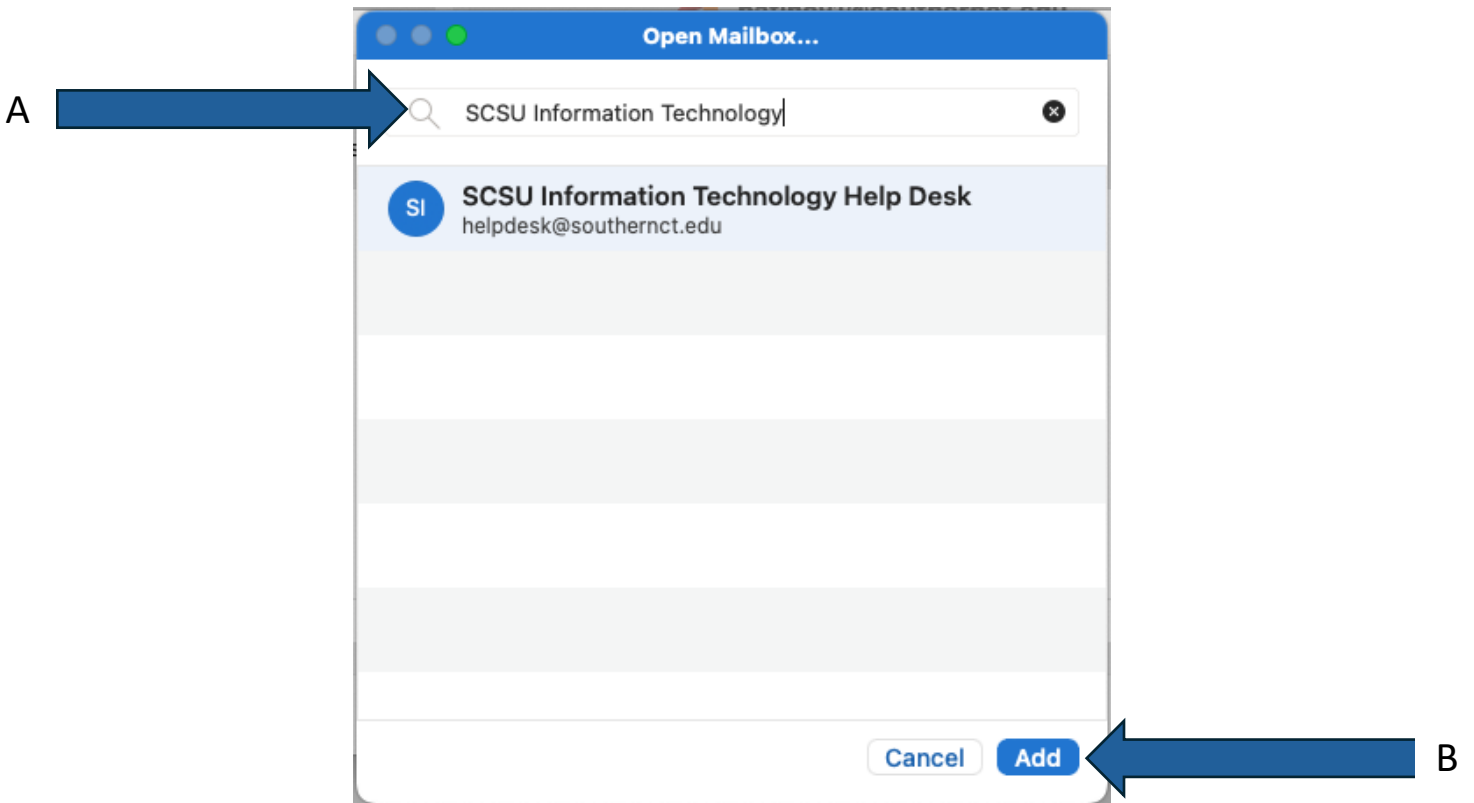 Open Mailbox...
A
SCSU Information Technology
SI
SCSU Information Technology Help Desk
helpdesk@southernct.edu
Cancel
Add
B